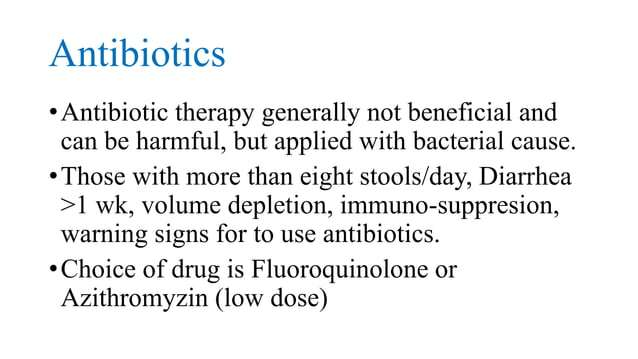 Antibiotics
•Antibiotic therapy generally not beneficial and
can be harmful, but applied with bacterial cause.
•Those with more than eight stools/day, Diarrhea
>1 wk, volume depletion, immuno-suppresion,
warning signs for to use antibiotics.
•Choice of drug is Fluoroquinolone or
Azithromyzin (low dose)